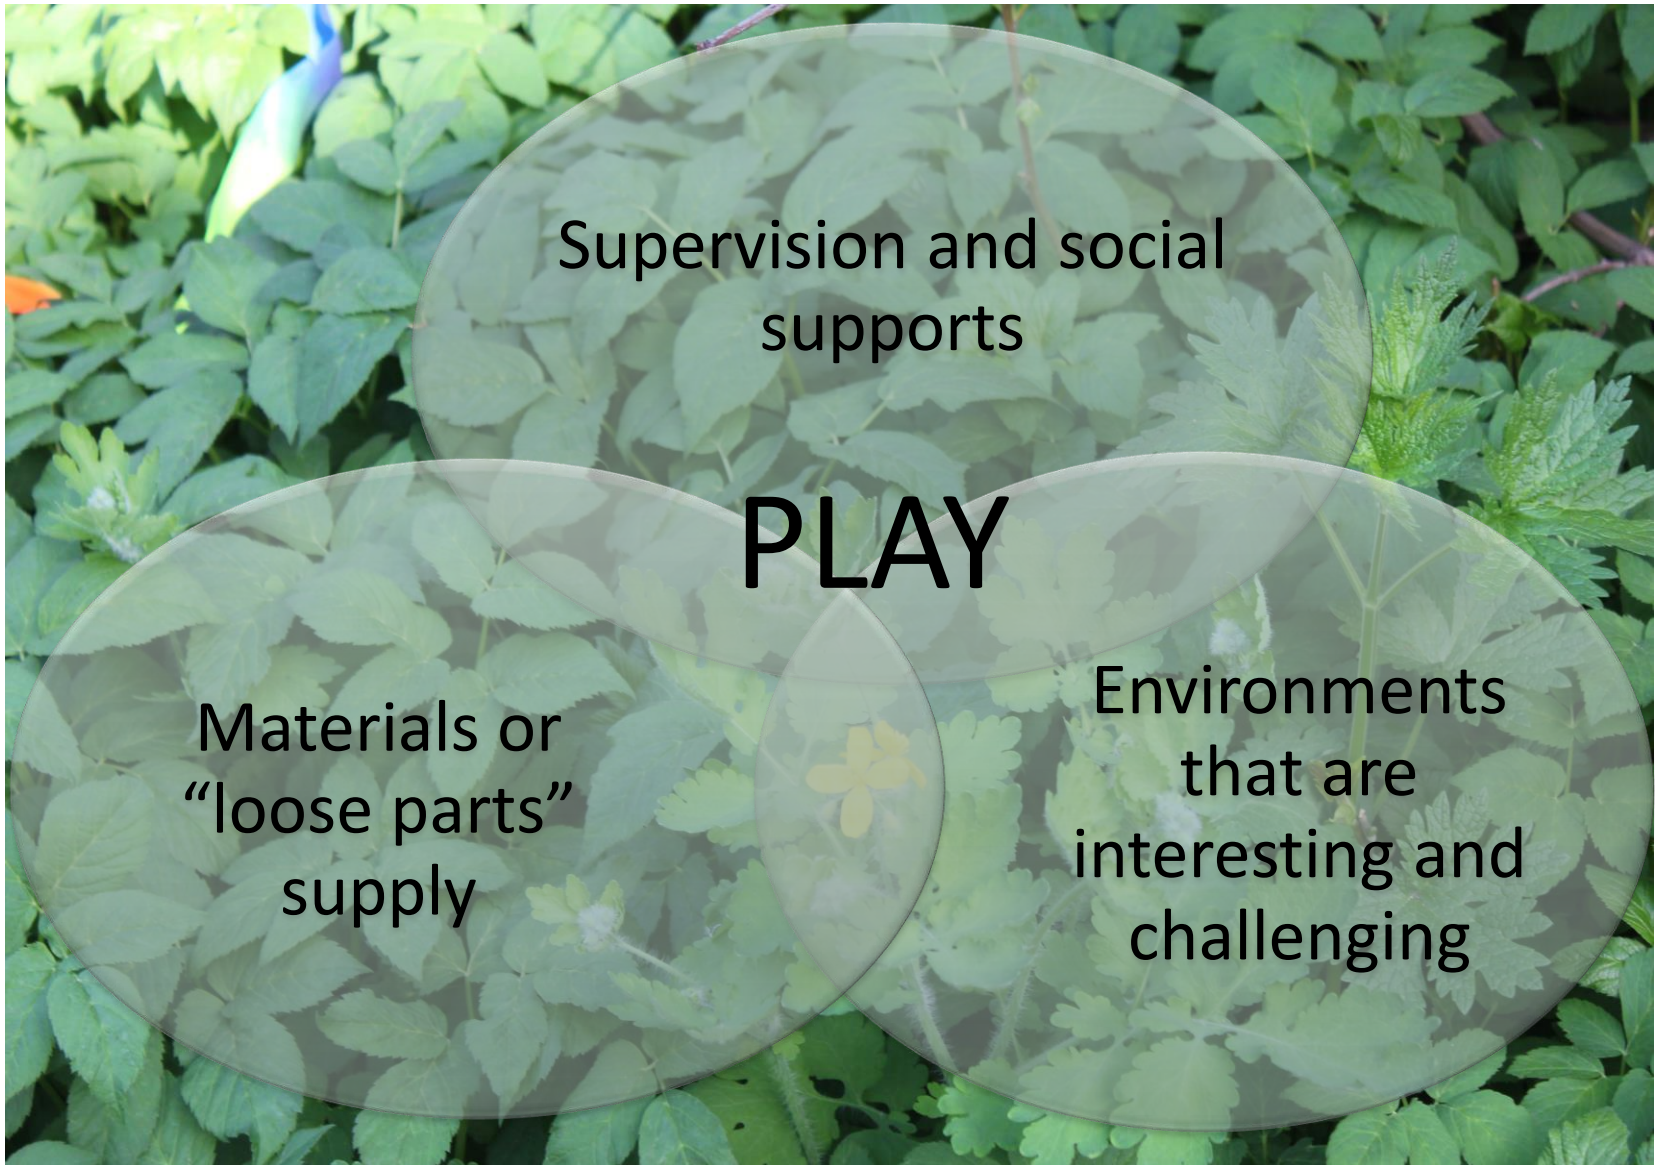 Supervision and social
supports
PLAY
Materials or
“loose parts”
supply
Environments
that are
interesting and
challenging